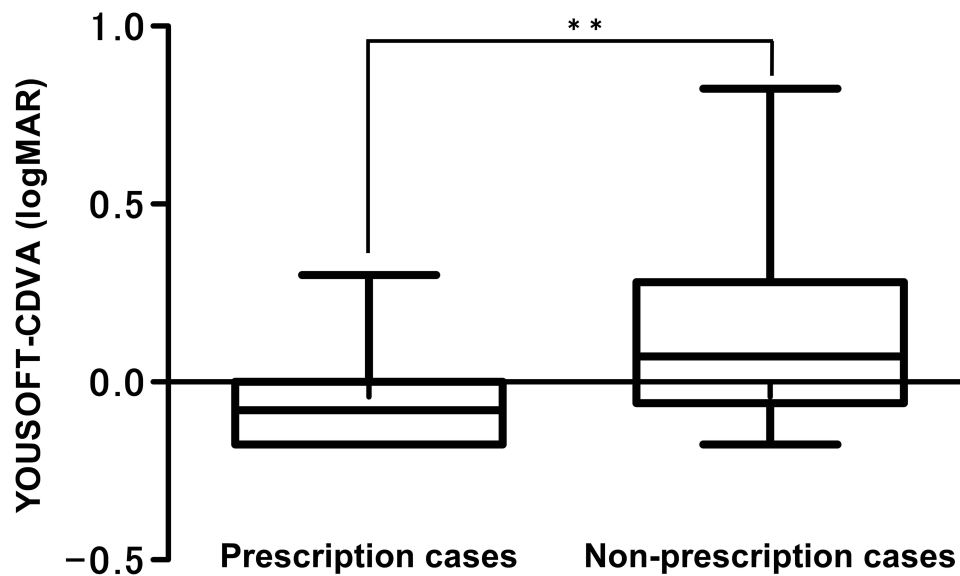 1.0
* *
0.5
0.0
−0.5
YOUSOFT-CDVA (logMAR)
Prescription cases
Non-prescription cases